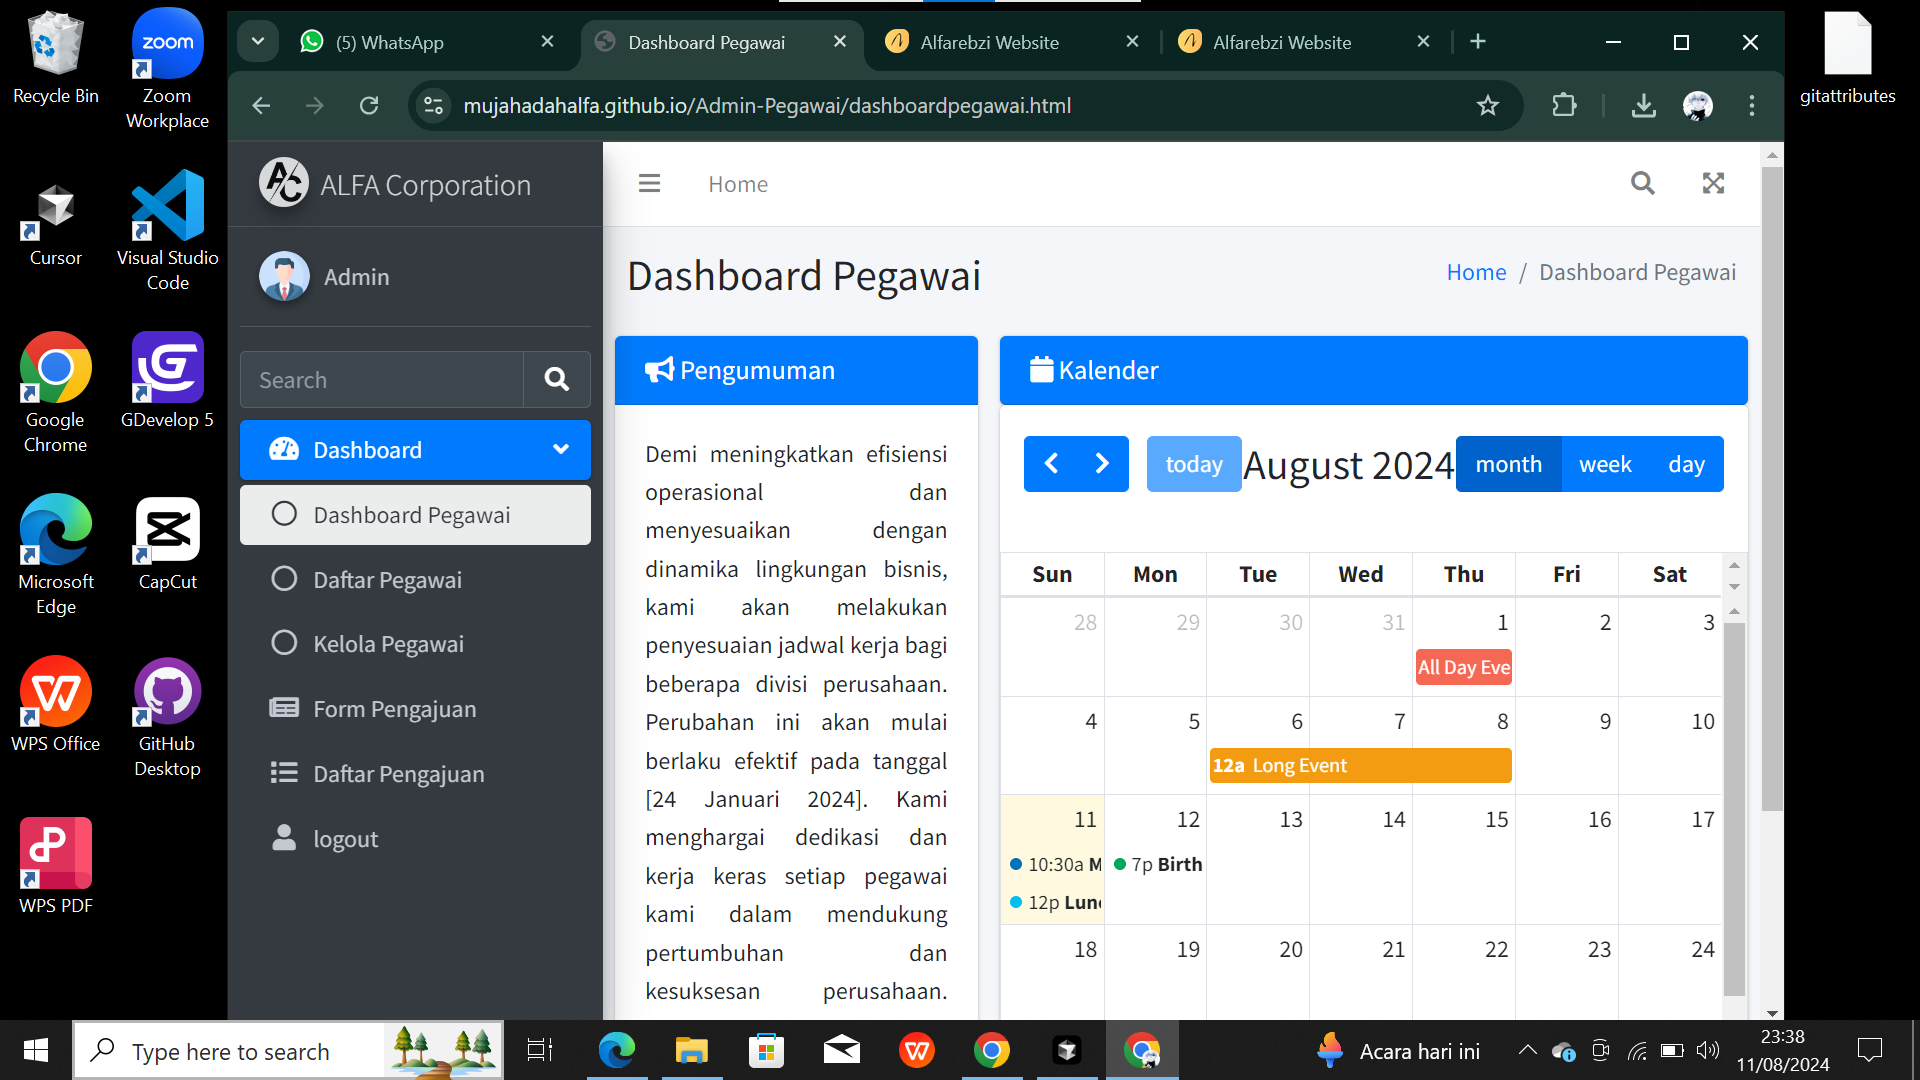 Recycle Bin
zoom
Zoom
Workplace
Cursor
Visual Studio
Code
Google
Chrome
GDevelop 5
Microsoft
Edge
CapCut
WPS Office
GitHub
Desktop
WPS PDF
gitattributes
(5) WhatsApp
Dashboard Pegawai
Alfarebzi Website
Alfarebzi Website
mujahadahalfa.github.io/Admin-Pegawai/dashboardpegawai.html
A/C ALFA Corporation
Admin
Search
Dashboard
Dashboard Pegawai
Daftar Pegawai
Kelola Pegawai
Form Pengajuan
Daftar Pengajuan
logout
Home
Dashboard Pegawai
Home / Dashboard Pegawai
Pengumuman
Demi meningkatkan efisiensi
operasional dan
menyesuaikan dengan
dinamika lingkungan bisnis,
kami akan melakukan
penyesuaian jadwal kerja bagi
beberapa divisi perusahaan.
Perubahan ini akan mulai
berlaku efektif pada tanggal
[24 Januari 2024]. Kami
menghargai dedikasi dan
kerja keras setiap pegawai
kami dalam mendukung
pertumbuhan dan
kesuksesan perusahaan.
Kalender
today August 2024 month week day
Sun Mon Tue Wed Thu Fri Sat
28 29 30 31 1 2 3
All Day Eve
4 5 6 7 8 9 10
12a Long Event
11 12 13 14 15 16 17
10:30a M 7p Birth
12p Lun
18 19 20 21 22 23 24
Type here to search
Acara hari ini
23:38
11/08/2024